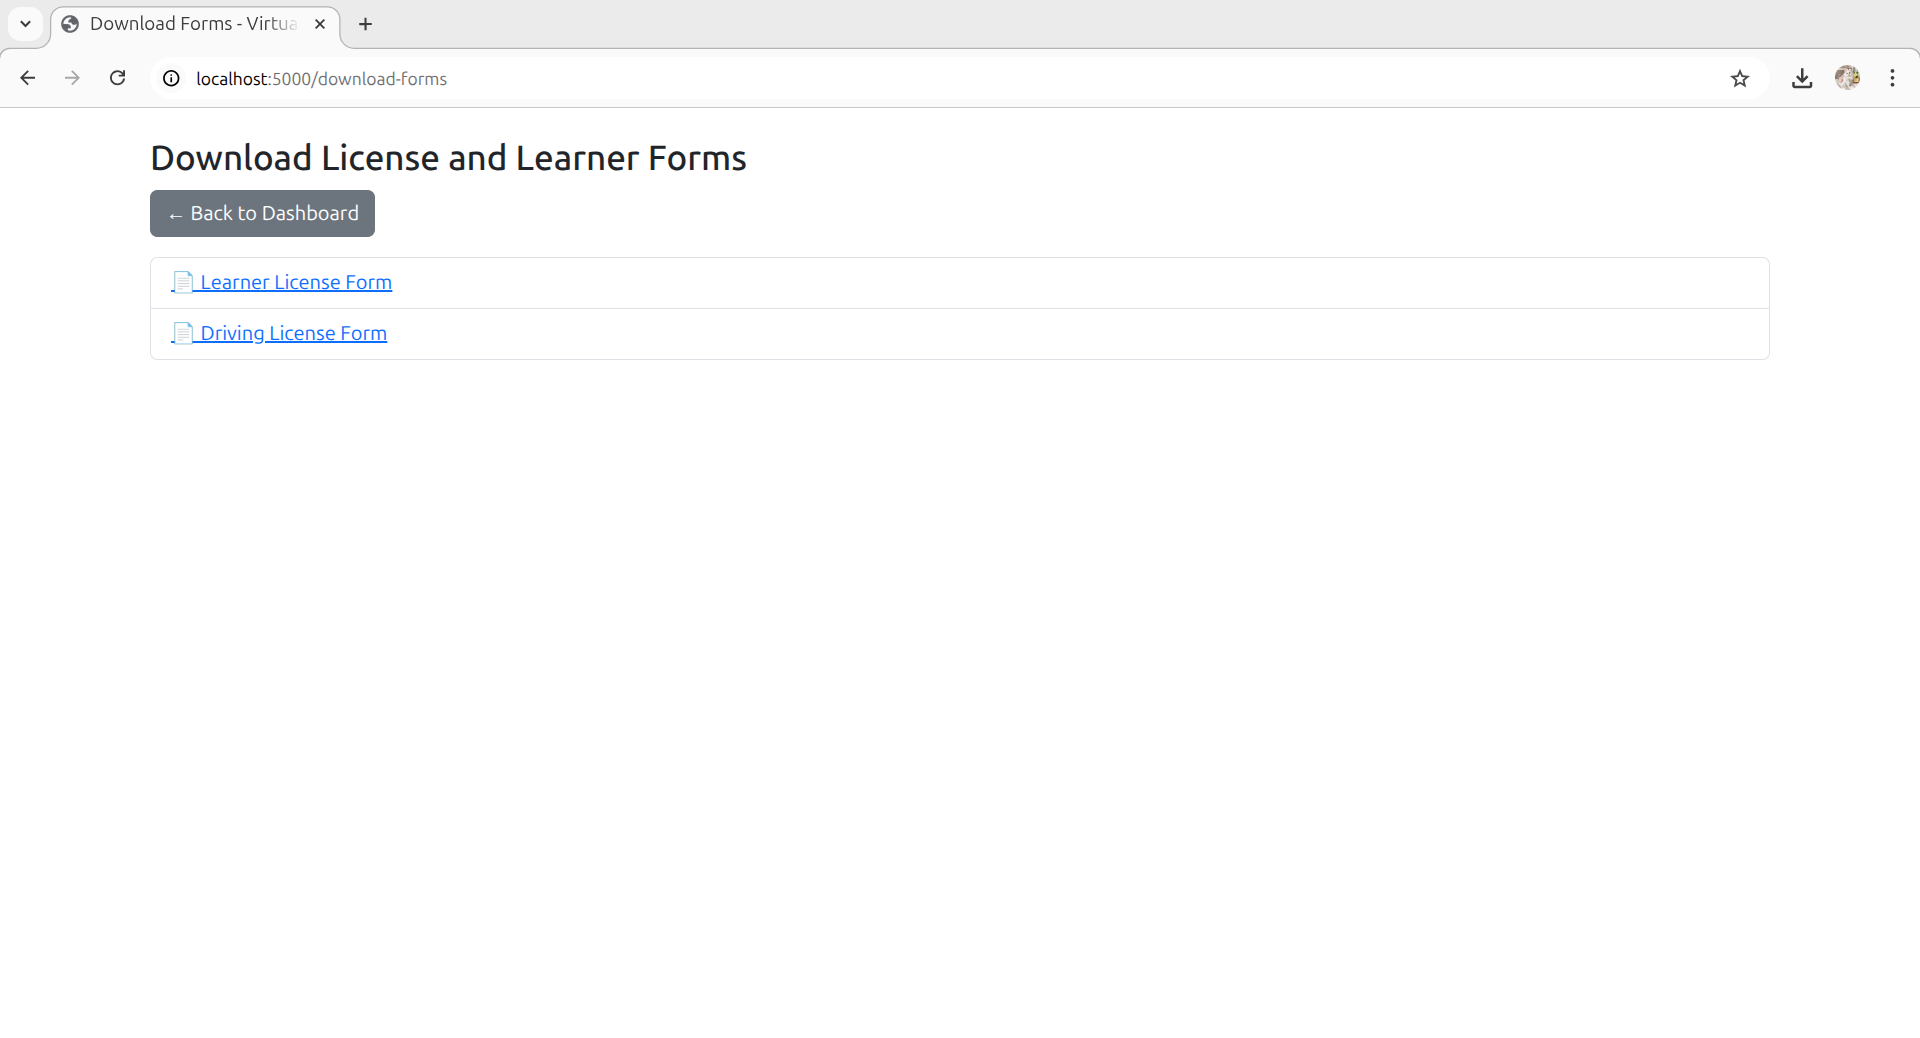 Download Forms - Virtua
localhost:5000/download-forms
Download License and Learner Forms
← Back to Dashboard
📄 Learner License Form
📄 Driving License Form